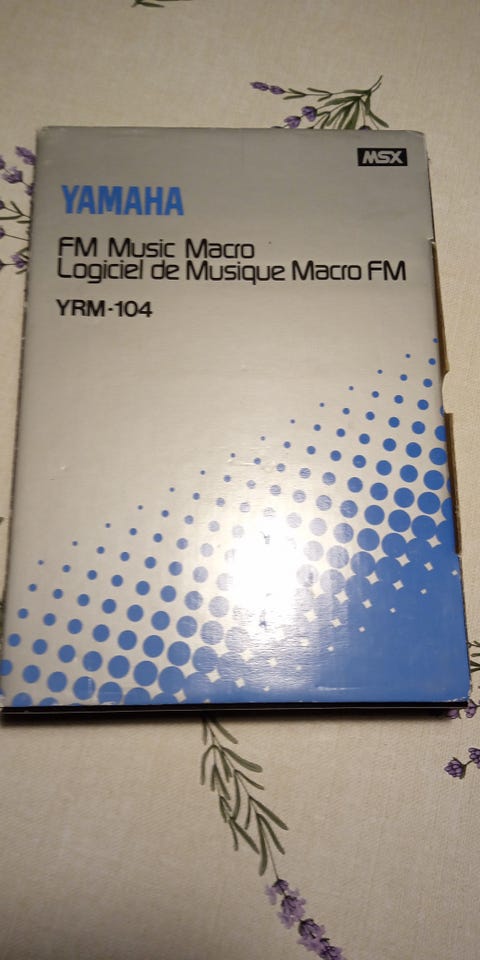 MSX
YAMAHA
FM Music Macro
Logiciel de Musique Macro FM
YRM-104